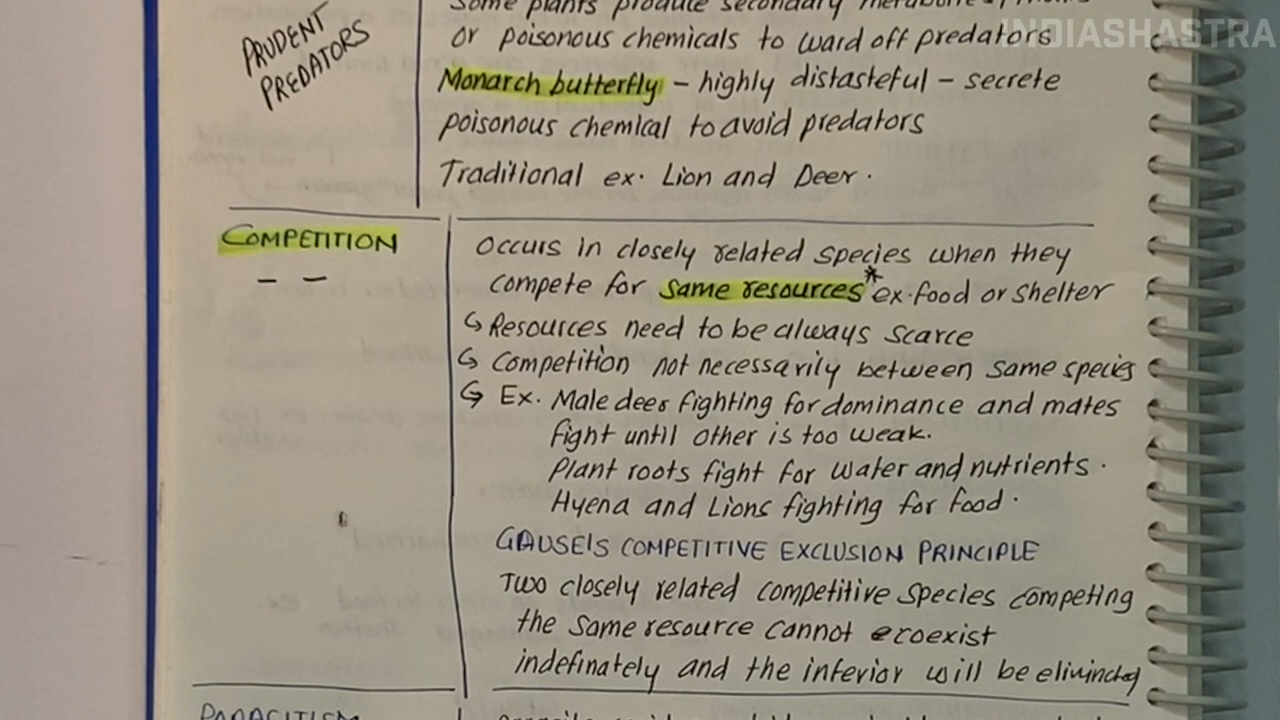 Some plants produce secondary
or poisonous chemicals to ward off predators
INDIASHASTRA
PRUDENT
PREDATORS
Monarch butterfly – highly distasteful – secrete
poisonous chemical to avoid predators
Traditional ex. Lion and Deer.
COMPETITION
– –
Occurs in closely related species when they
compete for same resources* ex. food or shelter
↳ Resources need to be always scarce
↳ Competition not necessarily between same species
↳ Ex. Male deer fighting for dominance and mates
fight until other is too weak.
Plant roots fight for water and nutrients.
Hyena and Lions fighting for food.
GAUSEIS COMPETITIVE EXCLUSION PRINCIPLE
Two closely related competitive species competing
the same resource cannot ecoexist
indefinately and the inferior will be
PARACITISM